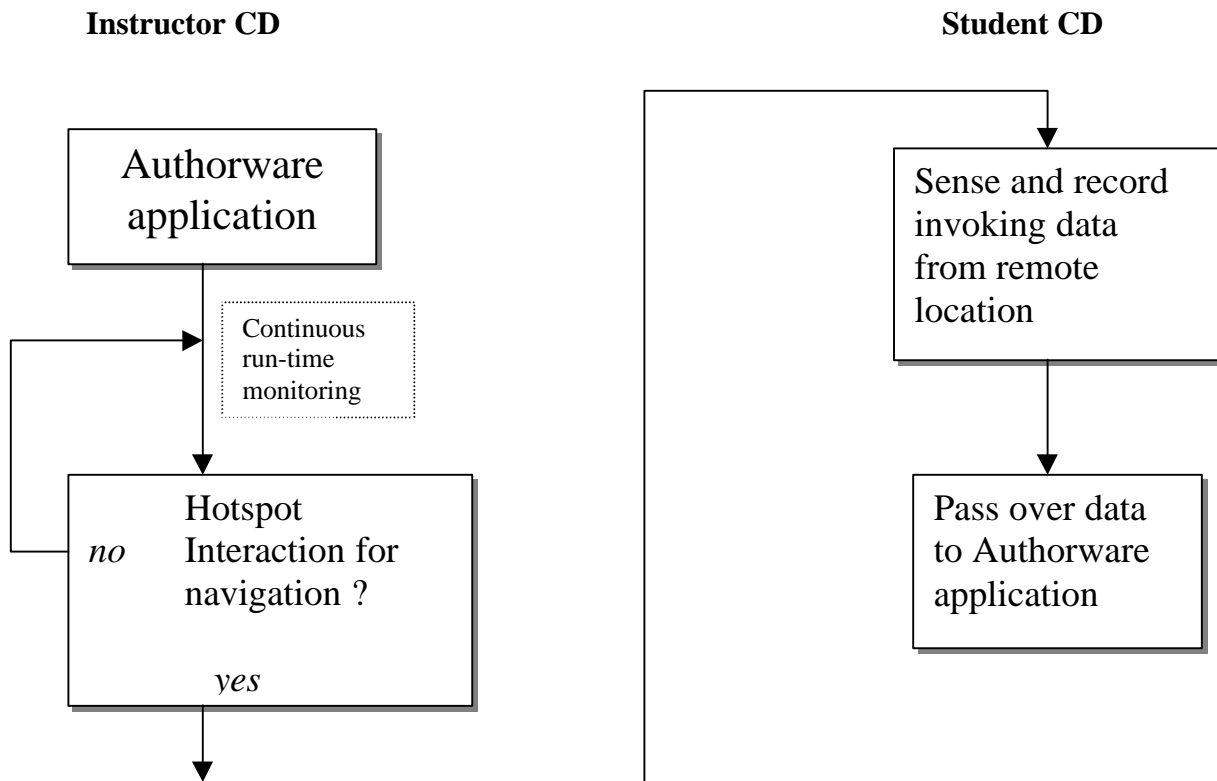 Instructor CD
Authorware
application
Continuous
run-time
monitoring
Hotspot
no Interaction for
navigation ?
yes
Student CD
Sense and record
invoking data
from remote
location
Pass over data
to Authorware
application